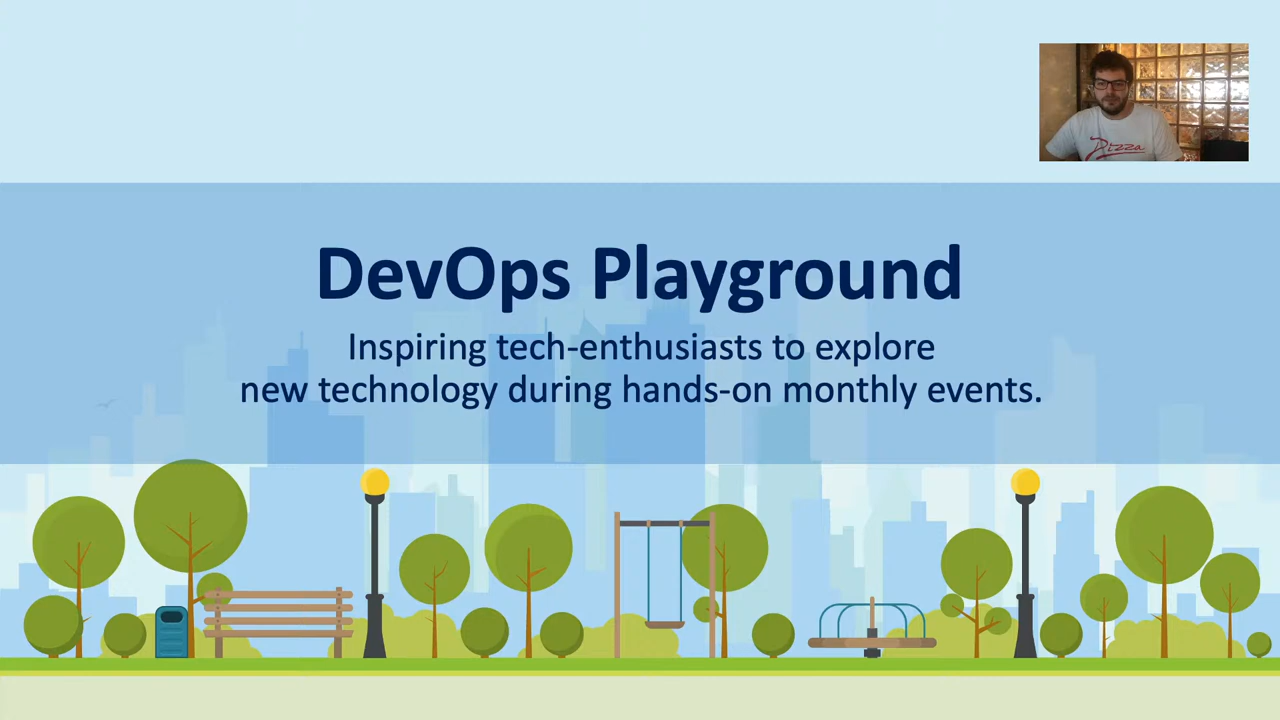 Pizza
DevOps Playground
Inspiring tech-enthusiasts to explore
new technology during hands-on monthly events.